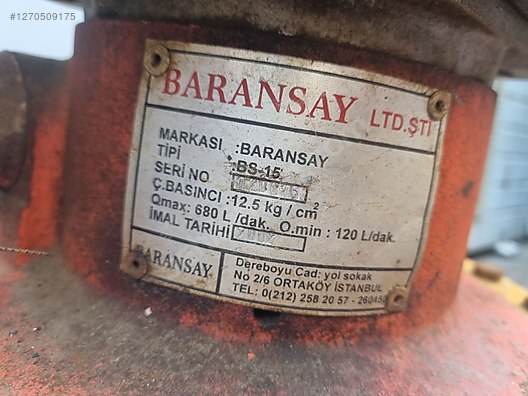 #1270509175
BARANSAY LTD.ŞTİ
MARKASI :BARANSAY
TİPİ : BS-15
SERİ NO
Ç.BASINCI :12.5 kg / cm²
Qmax: 680 L /dak. Q.min : 120 L/dak.
İMAL TARİHİ
BARANSAY
Dereboyu Cad: yol sokak
No 2/6 ORTAKÖY İSTANBUL
TEL: 0(212) 258 20 57 -
sahibinden.com